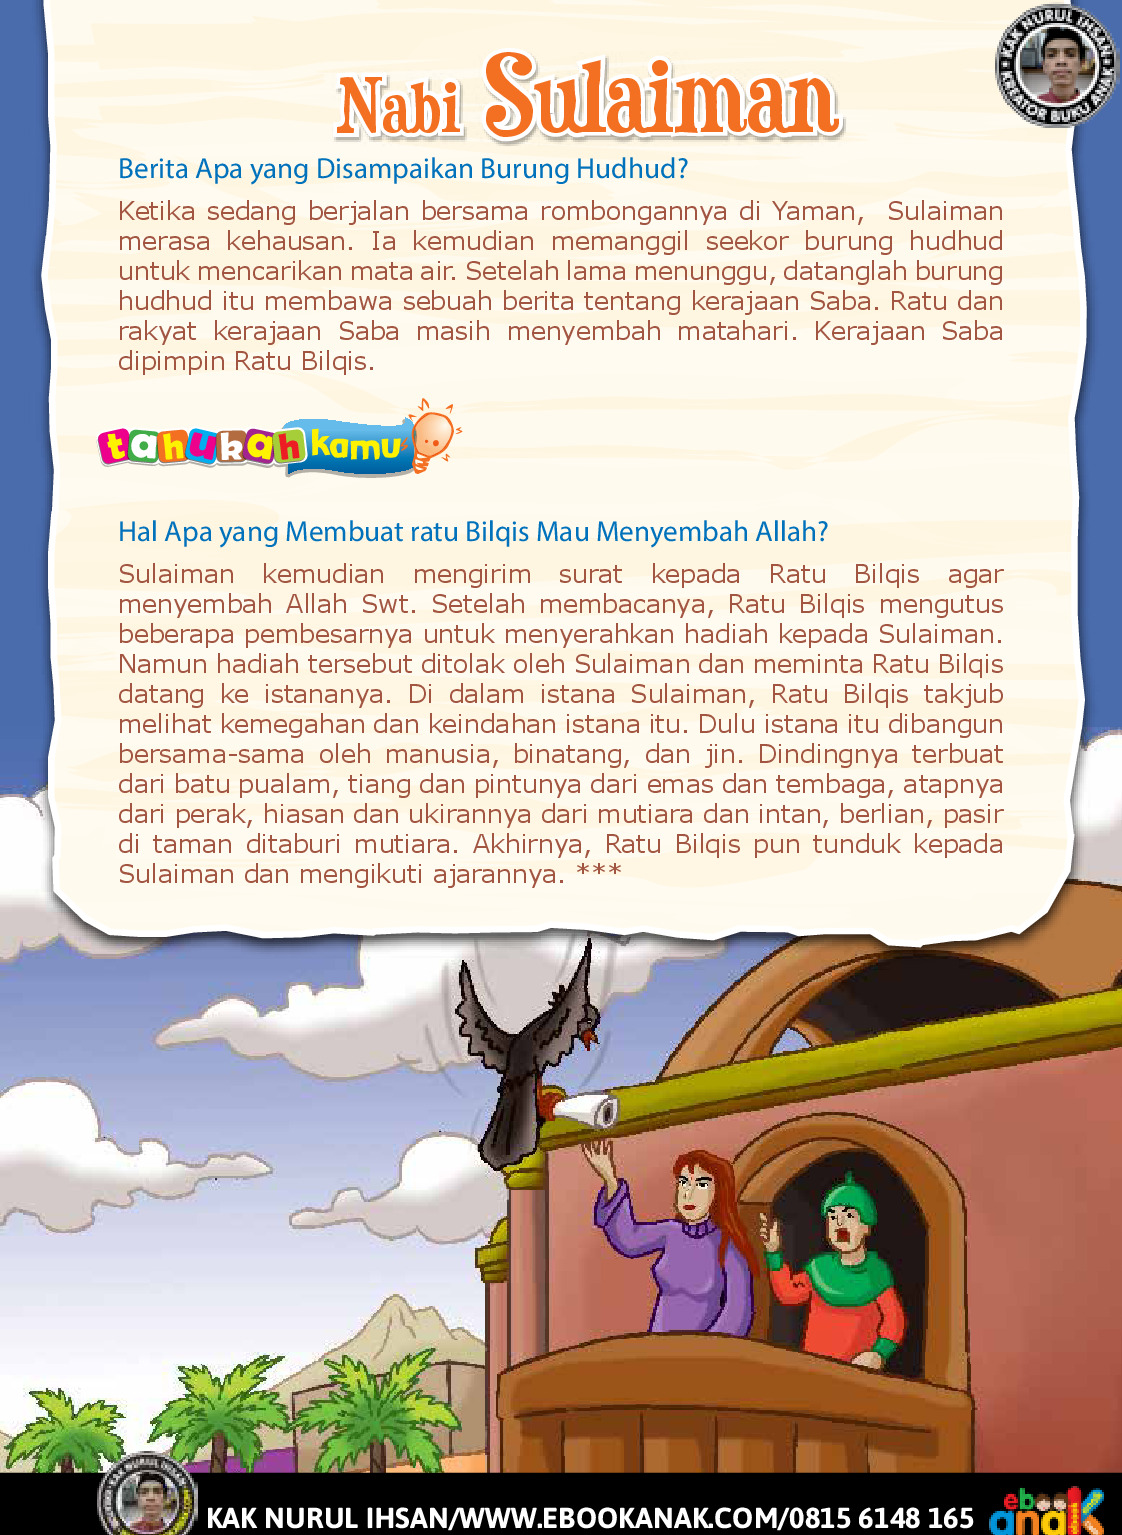 KAK NURUL IHSAN
KREATOR BUKU ANAK
Nabi Sulaiman
Berita Apa yang Disampaikan Burung Hudhud?
Ketika sedang berjalan bersama rombongannya di Yaman, Sulaiman
merasa kehausan. Ia kemudian memanggil seekor burung hudhud
untuk mencarikan mata air. Setelah lama menunggu, datanglah burung
hudhud itu membawa sebuah berita tentang kerajaan Saba. Ratu dan
rakyat kerajaan Saba masih menyembah matahari. Kerajaan Saba
dipimpin Ratu Bilqis.
tahukah kamu
Hal Apa yang Membuat ratu Bilqis Mau Menyembah Allah?
Sulaiman kemudian mengirim surat kepada Ratu Bilqis agar
menyembah Allah Swt. Setelah membacanya, Ratu Bilqis mengutus
beberapa pembesarnya untuk menyerahkan hadiah kepada Sulaiman.
Namun hadiah tersebut ditolak oleh Sulaiman dan meminta Ratu Bilqis
datang ke istananya. Di dalam istana Sulaiman, Ratu Bilqis takjub
melihat kemegahan dan keindahan istana itu. Dulu istana itu dibangun
bersama-sama oleh manusia, binatang, dan jin. Dindingnya terbuat
dari batu pualam, tiang dan pintunya dari emas dan tembaga, atapnya
dari perak, hiasan dan ukirannya dari mutiara dan intan, berlian, pasir
di taman ditaburi mutiara. Akhirnya, Ratu Bilqis pun tunduk kepada
Sulaiman dan mengikuti ajarannya. ***
KAK NURUL IHSAN
KAK NURUL IHSAN/WWW.EBOOKANAK.COM/0815 6148 165
ebook
anak